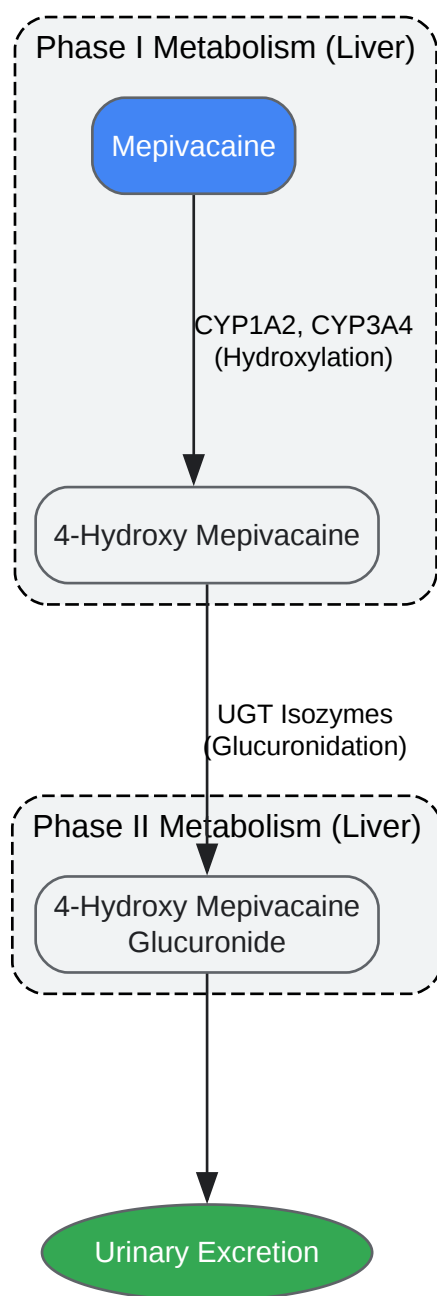 Phase I Metabolism (Liver)
Mepivacaine
CYP1A2, CYP3A4
(Hydroxylation)
4-Hydroxy Mepivacaine
UGT Isozymes
(Glucuronidation)
Phase II Metabolism (Liver)
4-Hydroxy Mepivacaine
Glucuronide
Urinary Excretion